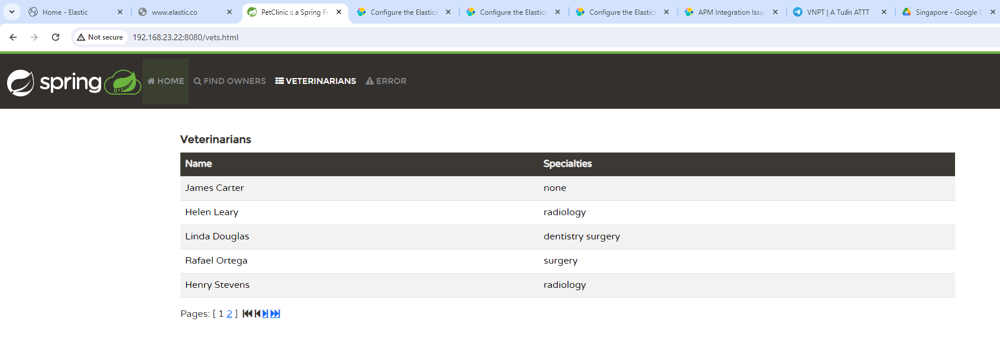 Home - Elastic
www.elastic.co
PetClinic :: a Spring Fr
Configure the Elastics
Configure the Elastics
Configure the Elastics
APM Integration Issu
VNPT | A Tuấn ATTT
Singapore - Google D
Not secure 192.168.23.22:8080/vets.html
spring HOME FIND OWNERS VETERINARIANS ERROR
Veterinarians
Name Specialties
James Carter none
Helen Leary radiology
Linda Douglas dentistry surgery
Rafael Ortega surgery
Henry Stevens radiology
Pages: [ 1 2 ]